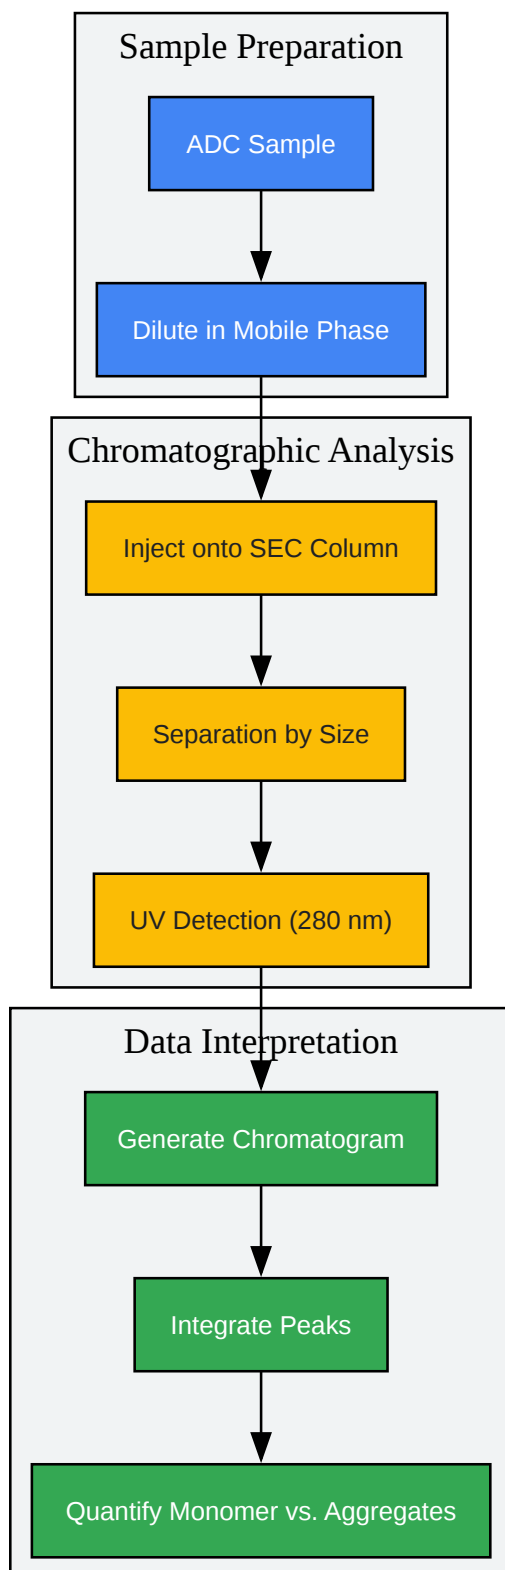 Sample Preparation
ADC Sample
Dilute in Mobile Phase
Chromatographic Analysis
Inject onto SEC Column
Separation by Size
UV Detection (280 nm)
Data Interpretation
Generate Chromatogram
Integrate Peaks
Quantify Monomer vs. Aggregates